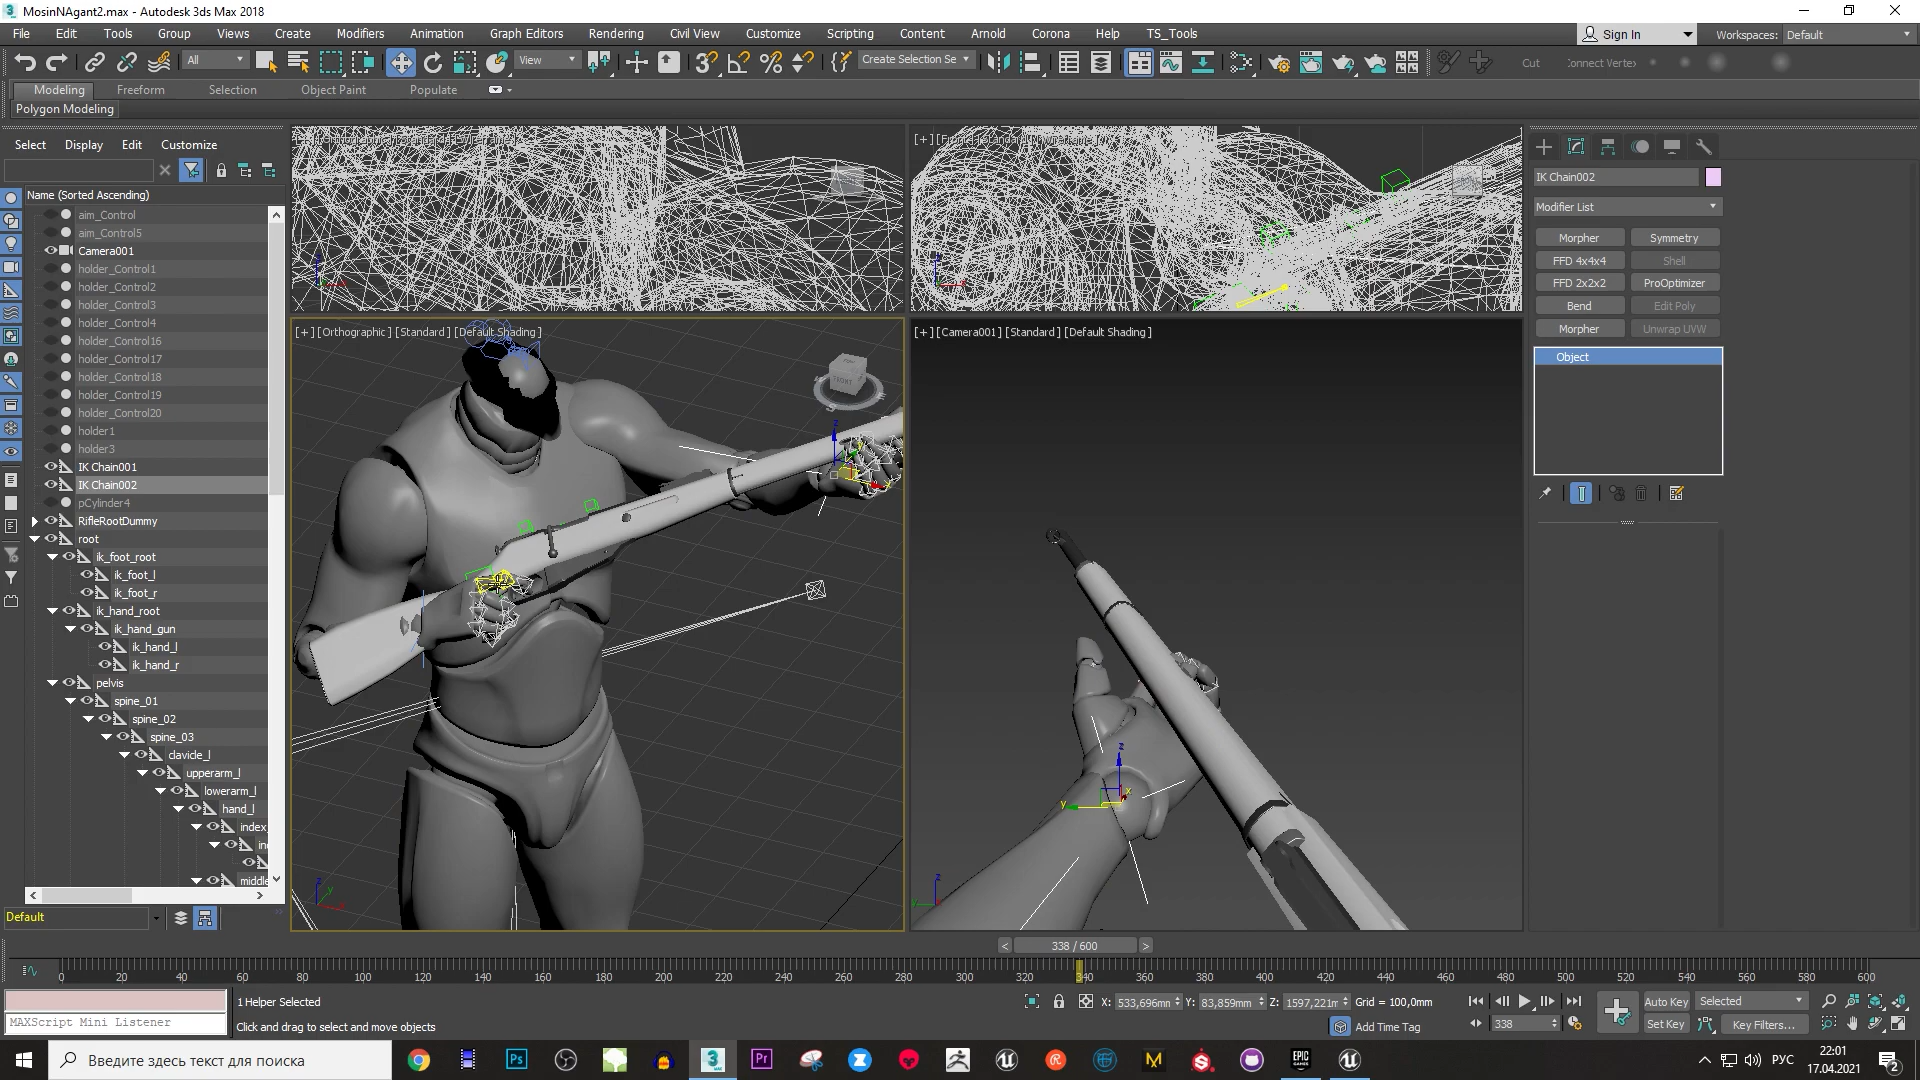 MosinNAgant2.max - Autodesk 3ds Max 2018
File Edit Tools Group Views Create Modifiers Animation Graph Editors Rendering Civil View Customize Scripting Content Arnold Corona Help TS_Tools
Sign In
Workspaces: Default
All
View
Create Selection Se
Cut
onnect Vertex
Modeling Freeform Selection Object Paint Populate
Polygon Modeling
Select Display Edit Customize
Name (Sorted Ascending)
aim_Control
aim_Control5
Camera001
holder_Control1
holder_Control2
holder_Control3
holder_Control4
holder_Control16
holder_Control17
holder_Control18
holder_Control19
holder_Control20
holder1
holder3
IK Chain001
IK Chain002
pCylinder4
RifleRootDummy
root
ik_foot_root
ik_foot_l
ik_foot_r
ik_hand_root
ik_hand_gun
ik_hand_l
ik_hand_r
pelvis
spine_01
spine_02
spine_03
clavicle_l
upperarm_l
lowerarm_l
hand_l
index_
in
middle
Default
[+] [Orthographic] [Standard] [Default Shading]
FRONT
[+] [Camera001] [Standard] [Default Shading]
IK Chain002
Modifier List
Morpher Symmetry
FFD 4x4x4 Shell
FFD 2x2x2 ProOptimizer
Bend Edit Poly
Morpher Unwrap UVW
Object
< 338 / 600 >
0 20 40 60 80 100 120 140 160 180 200 220 240 260 280 300 320 340 360 380 400 420 440 460 480 500 520 540 560 580 600
1 Helper Selected
X: 533,696mn Y: 83,859mm Z: 1597,221r Grid = 100,0mm
Auto Key Selected
MAXScript Mini Listener
Click and drag to select and move objects
Add Time Tag
338
Set Key Key Filters...
Введите здесь текст для поиска
РУС
22:01
17.04.2021
2